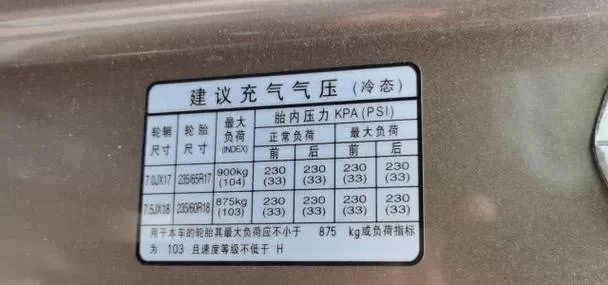 建议充气气压(冷态)
轮辋尺寸 轮胎尺寸 最大负荷(INDEX) 胎内压力 KPA(PSI)
正常负荷 最大负荷
前 后 前 后
7.0JX17 235/65R17 900kg (104) 230 (33) 230 (33) 230 (33) 230 (33)
7.5JX18 235/60R18 875kg (103) 230 (33) 230 (33) 230 (33) 230 (33)
用于本车的轮胎其最大负荷应不小于 875 kg或负荷指标
为 103 且速度等级不低于 H